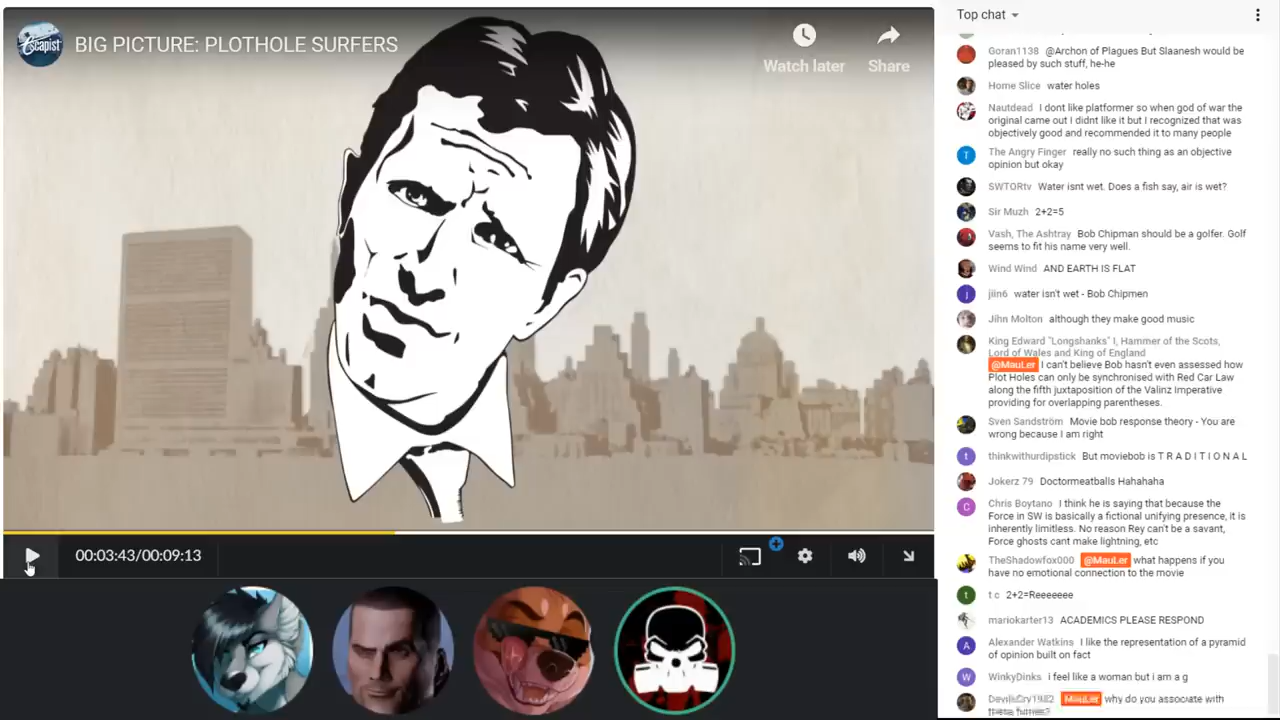 Escapist
BIG PICTURE: PLOTHOLE SURFERS
Watch later
Share
00:03:43/00:09:13
Top chat
Goran1138 @Archon of Plagues But Slaanesh would be
pleased by such stuff, he-he
Home Slice water holes
Nautdead I dont like platformer so when god of war the
original came out I didnt like it but I recognized that was
objectively good and recommended it to many people
T
The Angry Finger really no such thing as an objective
opinion but okay
SWTORtv Water isnt wet. Does a fish say, air is wet?
Sir Muzh 2+2=5
Vash, The Ashtray Bob Chipman should be a golfer. Golf
seems to fit his name very well.
Wind Wind AND EARTH IS FLAT
j
jiin6 water isn't wet - Bob Chipmen
Jihn Molton although they make good music
King Edward "Longshanks" I, Hammer of the Scots,
Lord of Wales and King of England
@MauLer I can't believe Bob hasn't even assessed how
Plot Holes can only be synchronised with Red Car Law
along the fifth juxtaposition of the Valinz Imperative
providing for overlapping parentheses.
Sven Sandström Movie bob response theory - You are
wrong because I am right
t
thinkwithurdipstick But moviebob is T R A D I T I O N A L
Jokerz 79 Doctormeatballs Hahahaha
C
Chris Boytano I think he is saying that because the
Force in SW is basically a fictional unifying presence, it is
inherently limitless. No reason Rey can't be a savant,
Force ghosts cant make lightning, etc
TheShadowfox000 @MauLer what happens if you
have no emotional connection to the movie
t
t c 2+2=Reeeeeee
mariokarter13 ACADEMICS PLEASE RESPOND
A
Alexander Watkins I like the representation of a pyramid
of opinion built on fact
W
WinkyDinks i feel like a woman but i am a g
MauLer why do you associate with
these